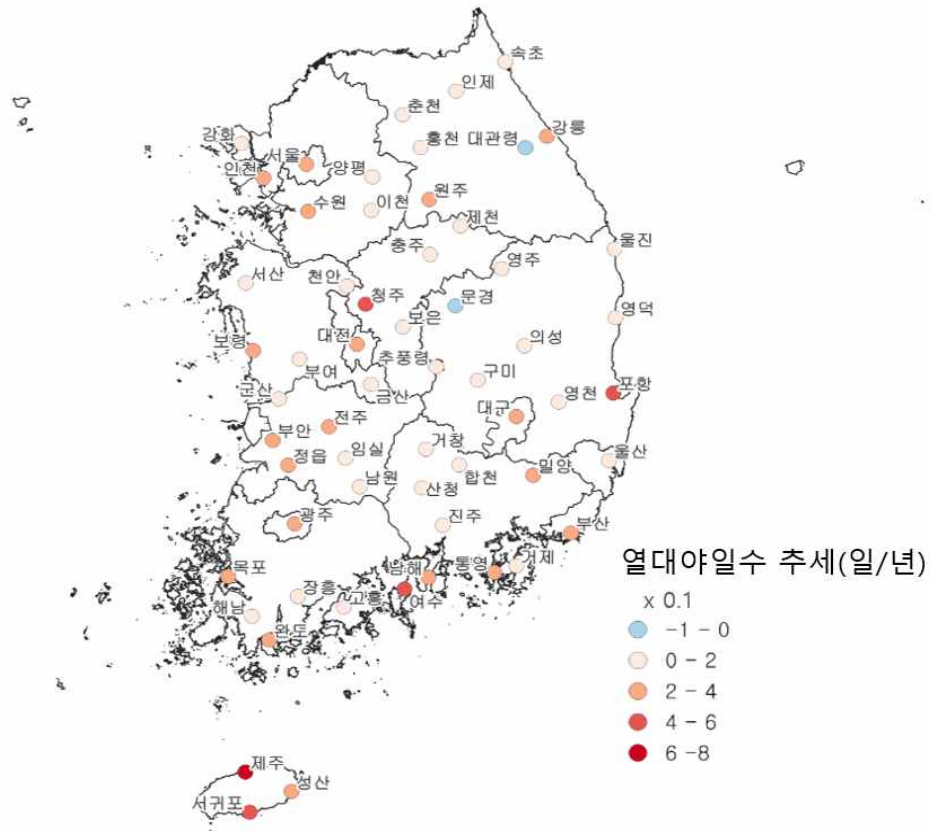 속초
인제
춘천
강릉
홍천 대관령
강화
서울
인천
양평
원주
수원
이천
제천
울진
충주
영주
서산
천안
청주
문경
영덕
보은
대전
의성
보령
추풍령
부여
구미
금산
영천
포항
군산
대군
전주
부안
거창
울산
정읍
임실
합천
밀양
남원
산청
광주
진주
부산
거제
통영
남해
목포
장흥
고흥
여수
해남
완도
열대야일수 추세(일/년)
x 0.1
-1 - 0
0 - 2
2 - 4
4 - 6
6 -8
제주
성산
서귀포